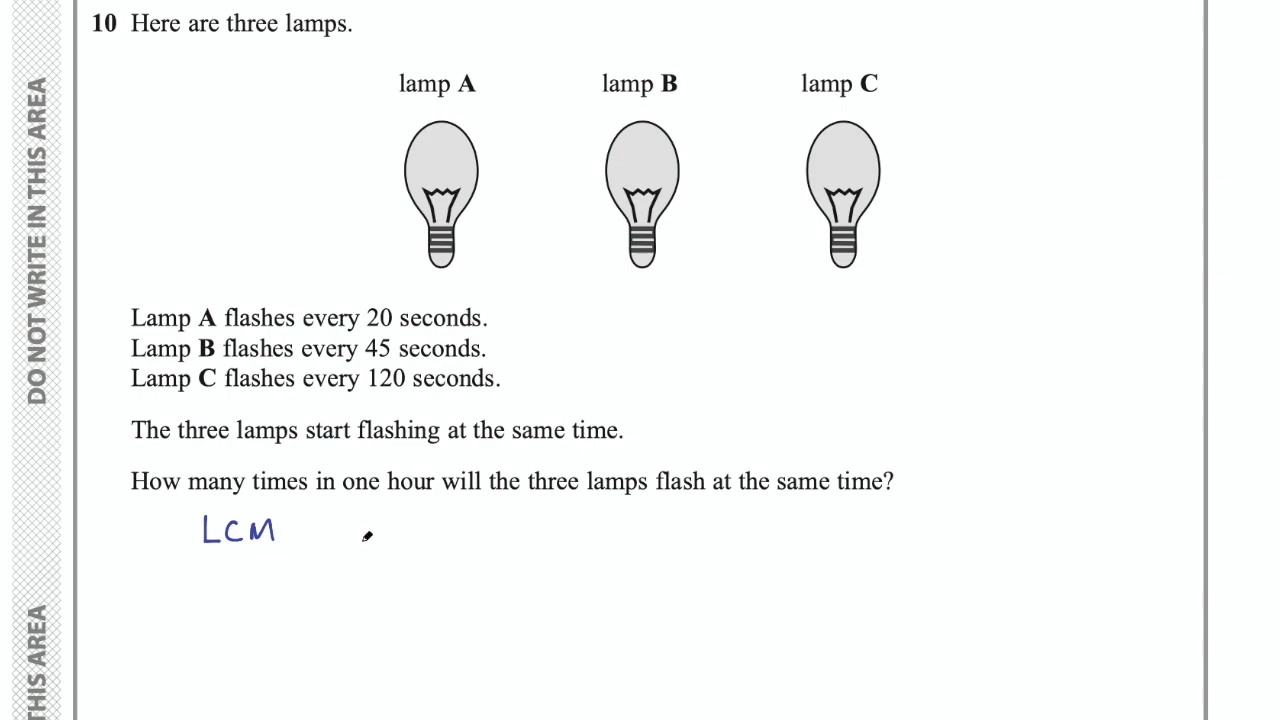 10 Here are three lamps.
lamp A lamp B lamp C
Lamp A flashes every 20 seconds.
Lamp B flashes every 45 seconds.
Lamp C flashes every 120 seconds.
The three lamps start flashing at the same time.
How many times in one hour will the three lamps flash at the same time?
LCM
DO NOT WRITE IN THIS AREA
THIS AREA